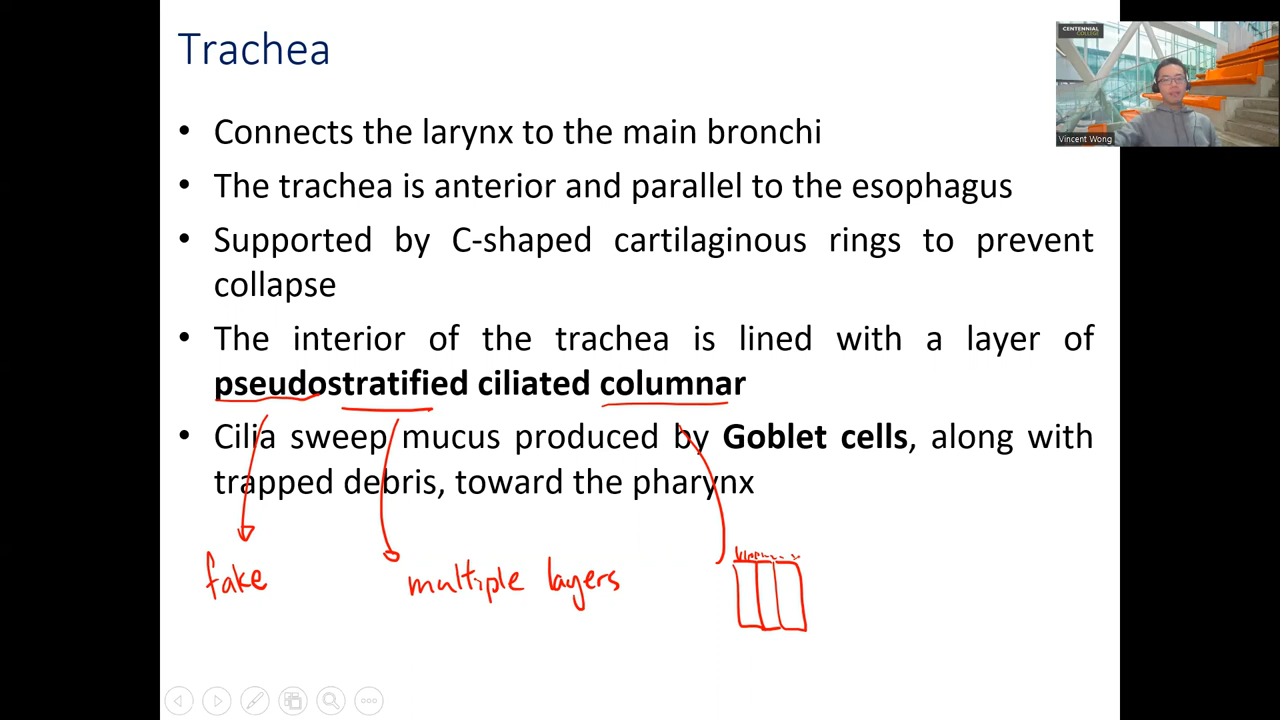 Trachea
CENTENNIAL
COLLEGE
Vincent Wong
• Connects the larynx to the main bronchi
• The trachea is anterior and parallel to the esophagus
• Supported by C-shaped cartilaginous rings to prevent
collapse
• The interior of the trachea is lined with a layer of
pseudostratified ciliated columnar
• Cilia sweep mucus produced by Goblet cells, along with
trapped debris, toward the pharynx
fake
multiple layers